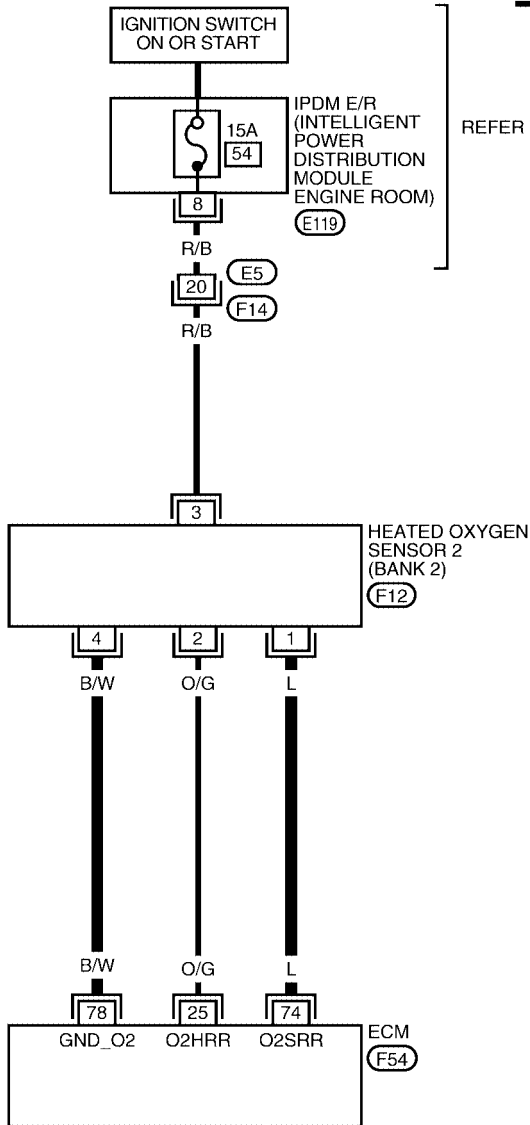 IGNITION SWITCH
ON OR START
IPDM E/R
(INTELLIGENT
POWER
DISTRIBUTION
MODULE
ENGINE ROOM)
15A
54
REFER
8
E119
R/B
E5
20
F14
R/B
3
HEATED OXYGEN
SENSOR 2
(BANK 2)
F12
4 2 1
B/W O/G L
B/W O/G L
78 25 74
GND_O2 O2HRR O2SRR
ECM
F54